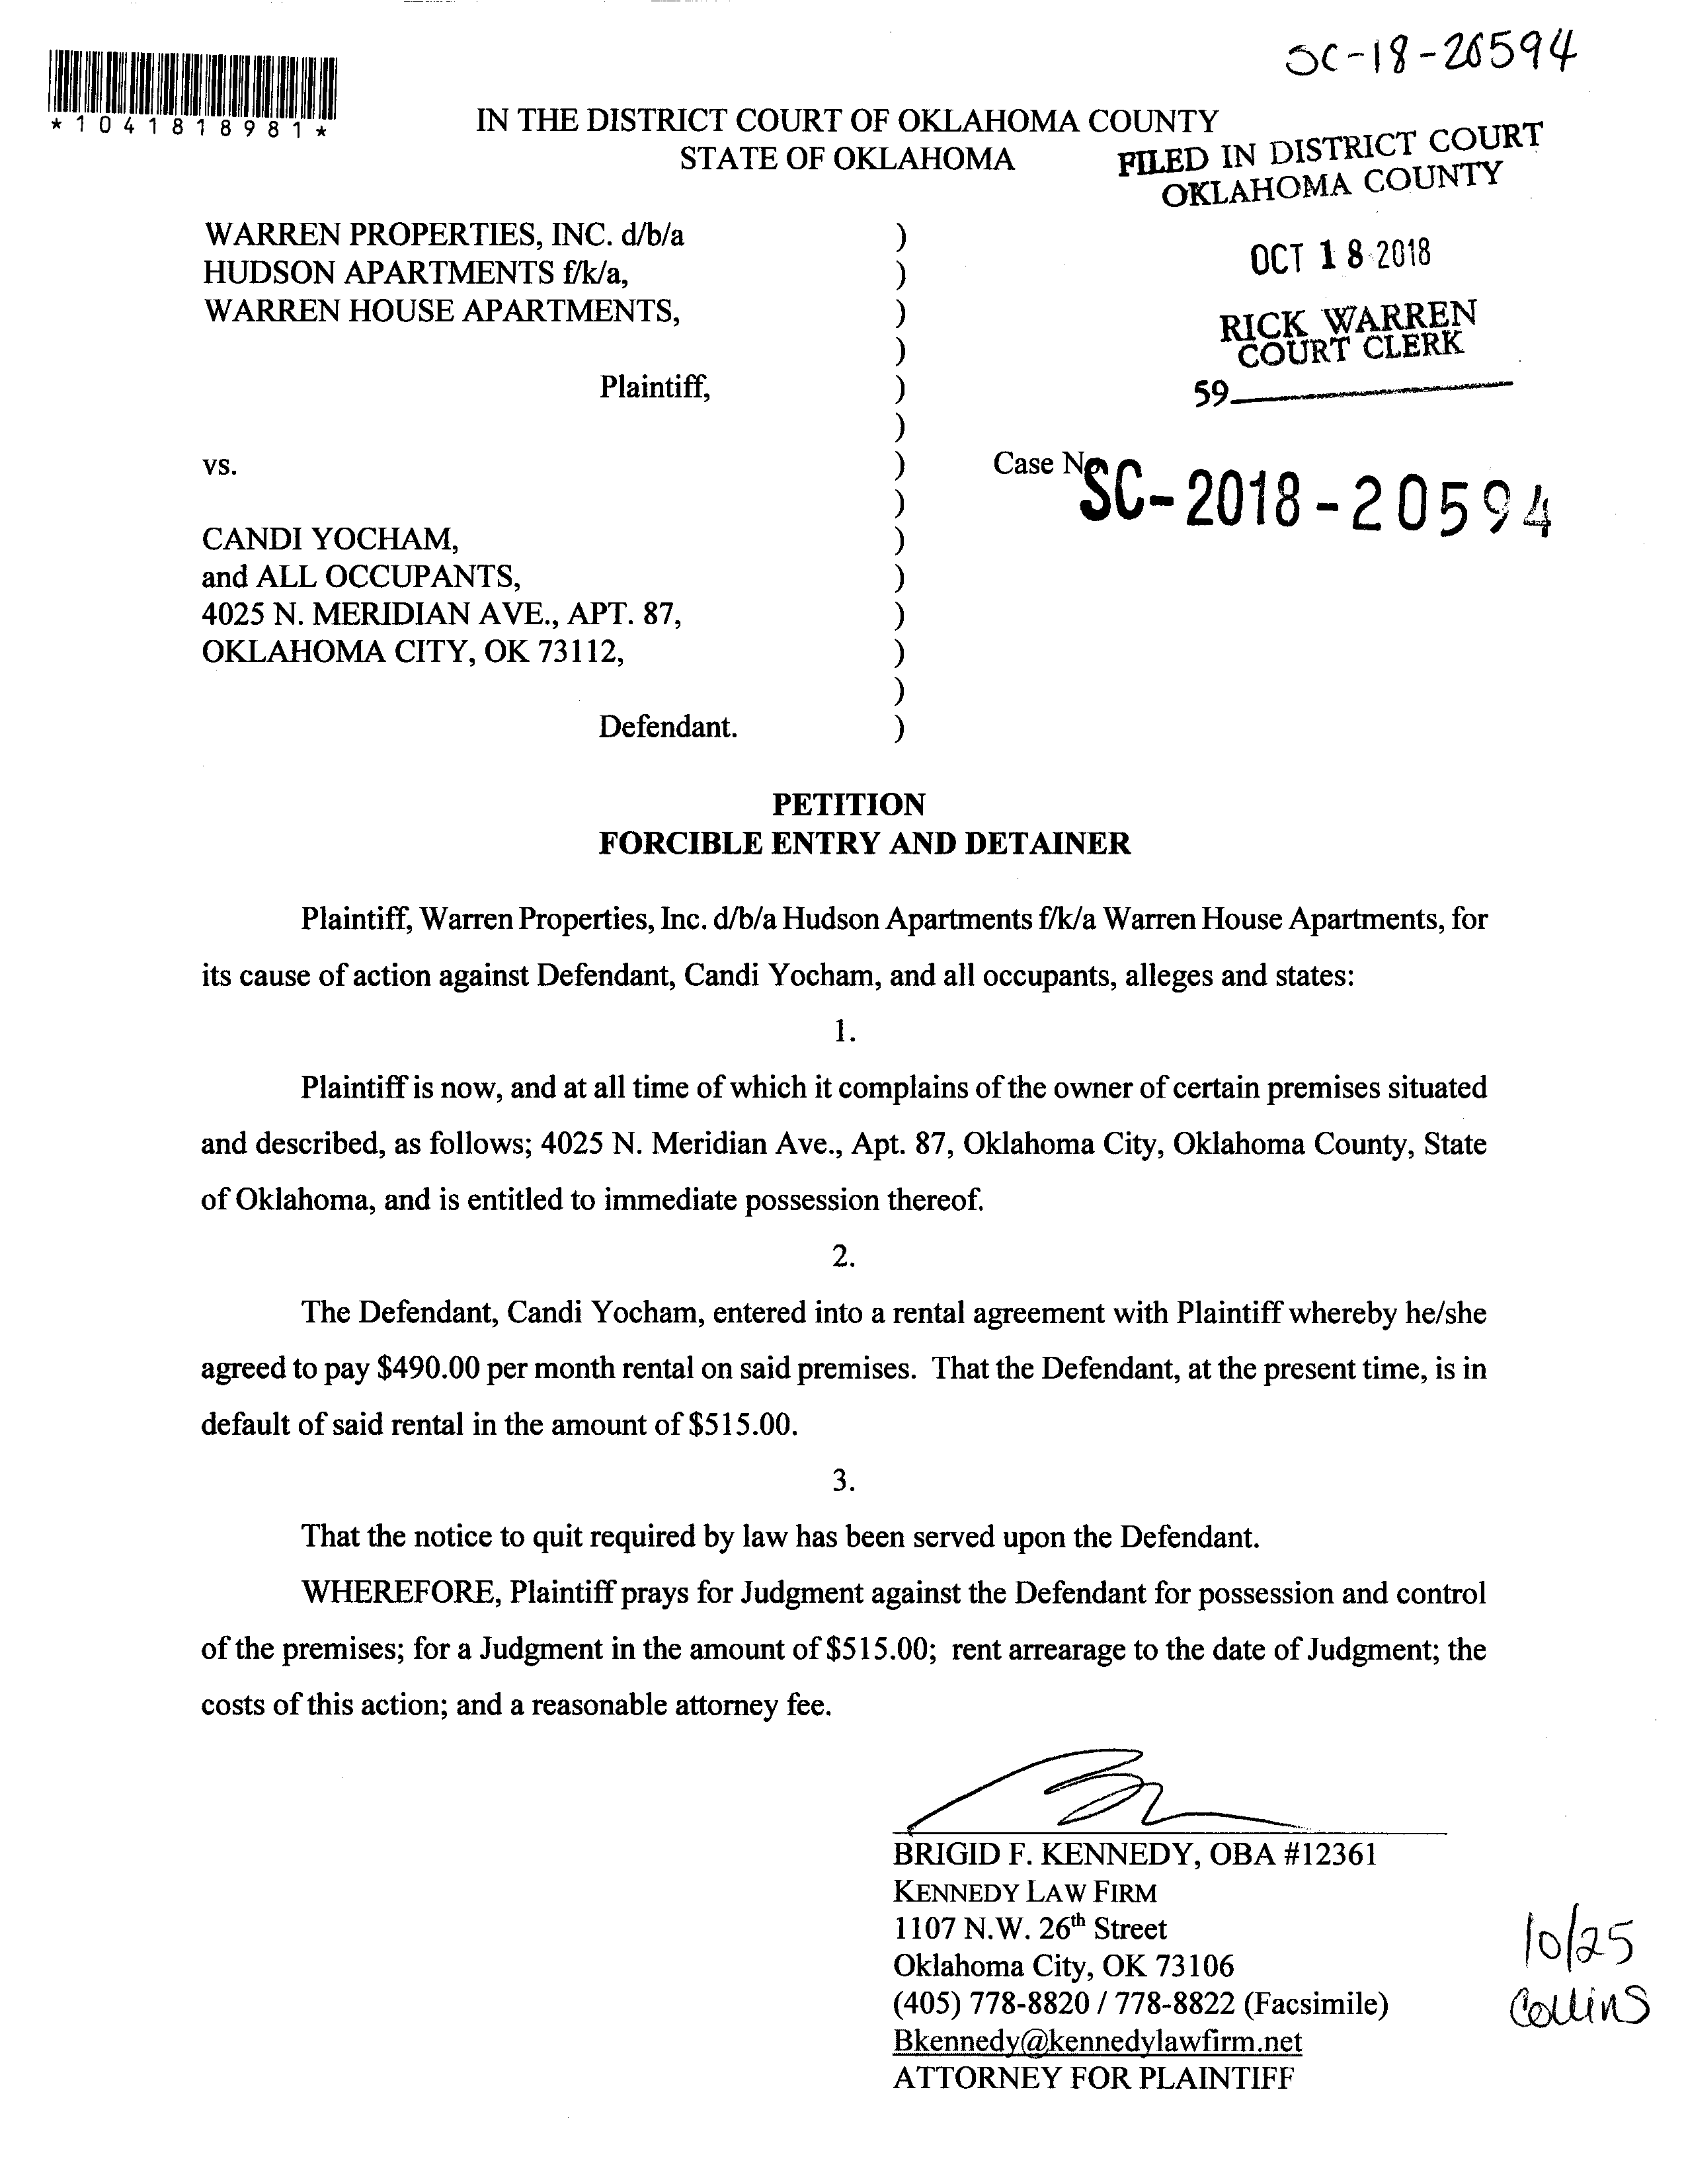 SC-18-20594
*1041818981*
IN THE DISTRICT COURT OF OKLAHOMA COUNTY
STATE OF OKLAHOMA
FILED IN DISTRICT COURT
OKLAHOMA COUNTY
OCT 18 2018
RICK WARREN
COURT CLERK
59
WARREN PROPERTIES, INC. d/b/a )
HUDSON APARTMENTS f/k/a, )
WARREN HOUSE APARTMENTS, )
)
Plaintiff, )
)
vs. ) Case No.
SC-2018-20594
)
CANDI YOCHAM, )
and ALL OCCUPANTS, )
4025 N. MERIDIAN AVE., APT. 87, )
OKLAHOMA CITY, OK 73112, )
)
Defendant. )
PETITION
FORCIBLE ENTRY AND DETAINER
Plaintiff, Warren Properties, Inc. d/b/a Hudson Apartments f/k/a Warren House Apartments, for
its cause of action against Defendant, Candi Yocham, and all occupants, alleges and states:
1.
Plaintiff is now, and at all time of which it complains of the owner of certain premises situated
and described, as follows; 4025 N. Meridian Ave., Apt. 87, Oklahoma City, Oklahoma County, State
of Oklahoma, and is entitled to immediate possession thereof.
2.
The Defendant, Candi Yocham, entered into a rental agreement with Plaintiff whereby he/she
agreed to pay $490.00 per month rental on said premises. That the Defendant, at the present time, is in
default of said rental in the amount of $515.00.
3.
That the notice to quit required by law has been served upon the Defendant.
WHEREFORE, Plaintiff prays for Judgment against the Defendant for possession and control
of the premises; for a Judgment in the amount of $515.00; rent arrearage to the date of Judgment; the
costs of this action; and a reasonable attorney fee.
BRIGID F. KENNEDY, OBA #12361
KENNEDY LAW FIRM
1107 N.W. 26th Street
Oklahoma City, OK 73106
(405) 778-8820 / 778-8822 (Facsimile)
Bkennedy@kennedylawfirm.net
ATTORNEY FOR PLAINTIFF
10/25
Collins